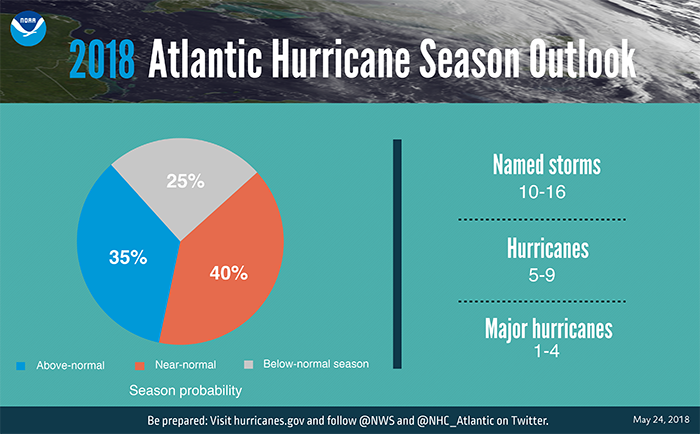 NOAA
2018 Atlantic Hurricane Season Outlook
25%
35%
40%
Above-normal
Near-normal
Below-normal season
Season probability
Named storms
10-16
Hurricanes
5-9
Major hurricanes
1-4
Be prepared: Visit hurricanes.gov and follow @NWS and @NHC_Atlantic on Twitter.
May 24, 2018